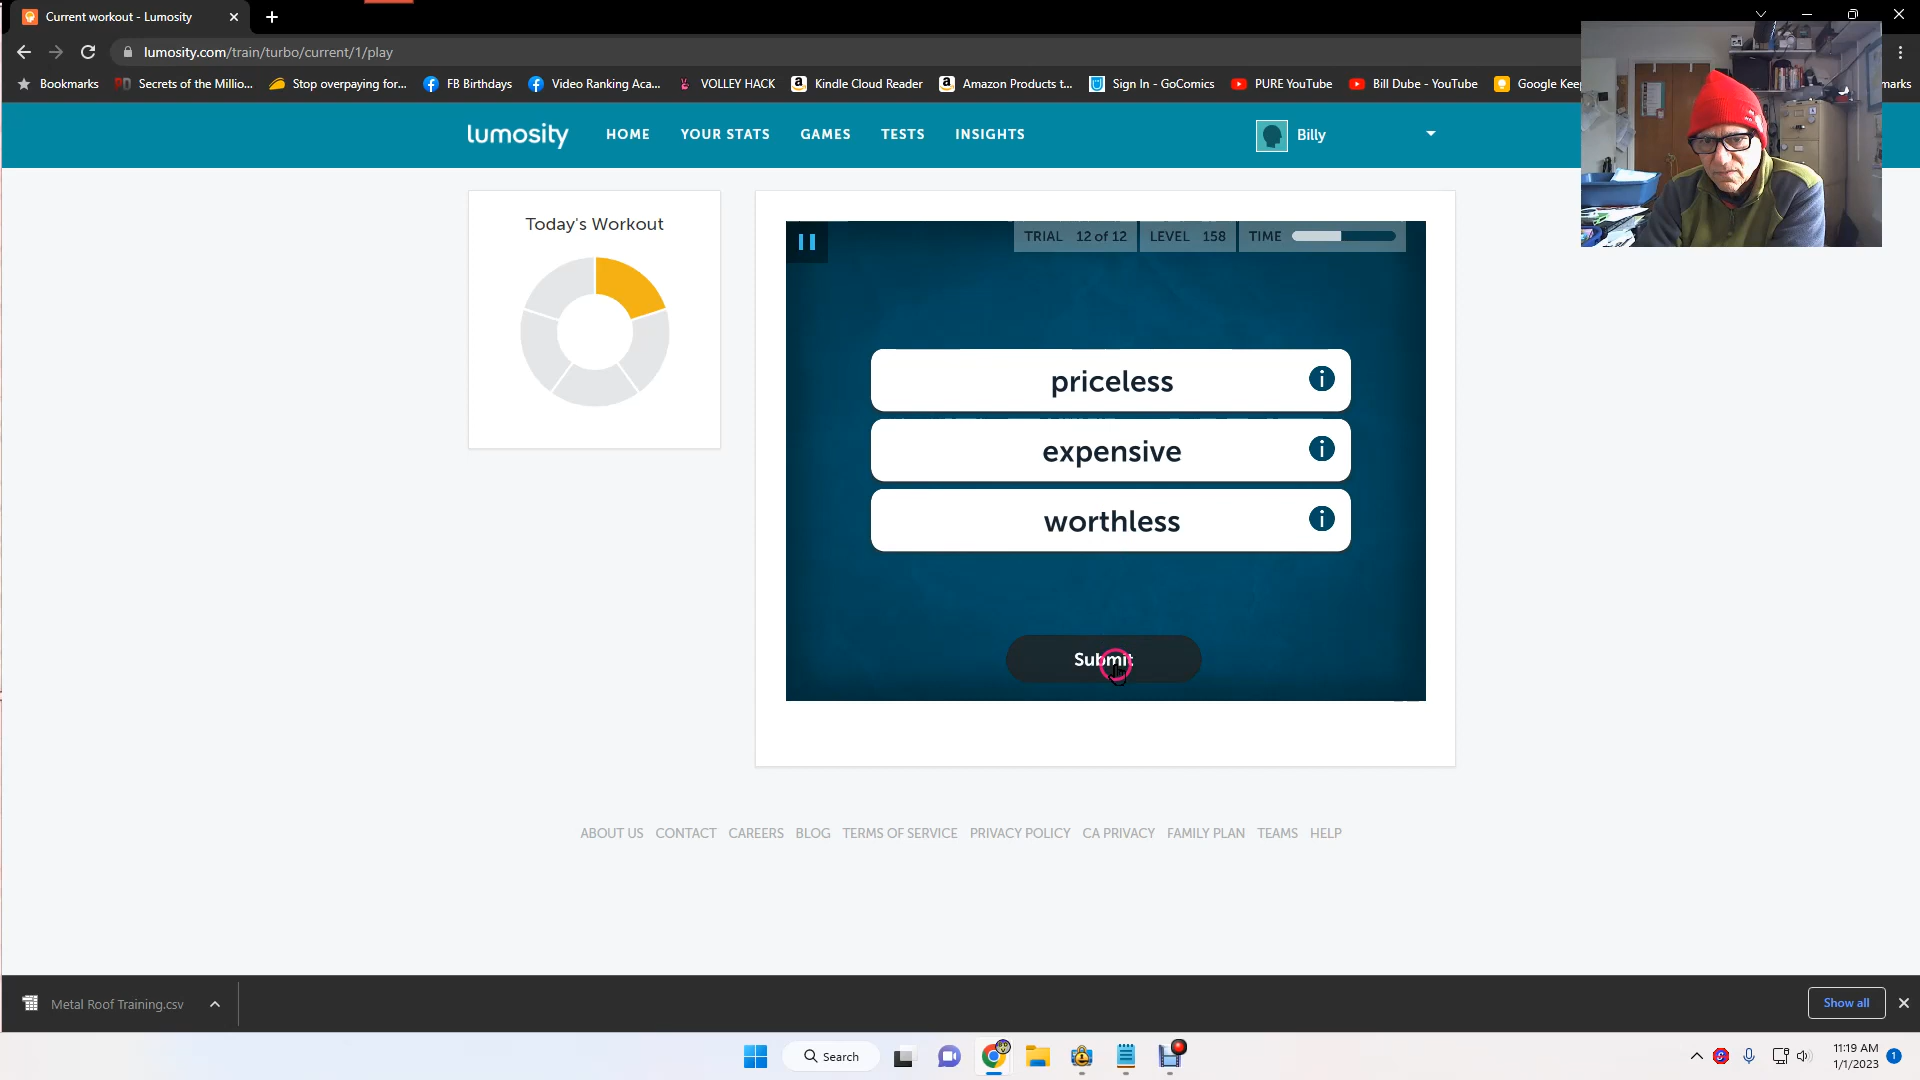 Current workout - Lumosity
lumosity.com/train/turbo/current/1/play
Bookmarks
Secrets of the Millio...
Stop overpaying for...
FB Birthdays
Video Ranking Aca...
VOLLEY HACK
Kindle Cloud Reader
Amazon Products t...
Sign In - GoComics
PURE YouTube
Bill Dube - YouTube
Google Keep
marks
lumosity
HOME
YOUR STATS
GAMES
TESTS
INSIGHTS
Billy
Today's Workout
TRIAL 12 of 12
LEVEL 158
TIME
priceless
expensive
worthless
Submit
ABOUT US
CONTACT
CAREERS
BLOG
TERMS OF SERVICE
PRIVACY POLICY
CA PRIVACY
FAMILY PLAN
TEAMS
HELP
Metal Roof Training.csv
Show all
Search
11:19 AM
1/1/2023
1